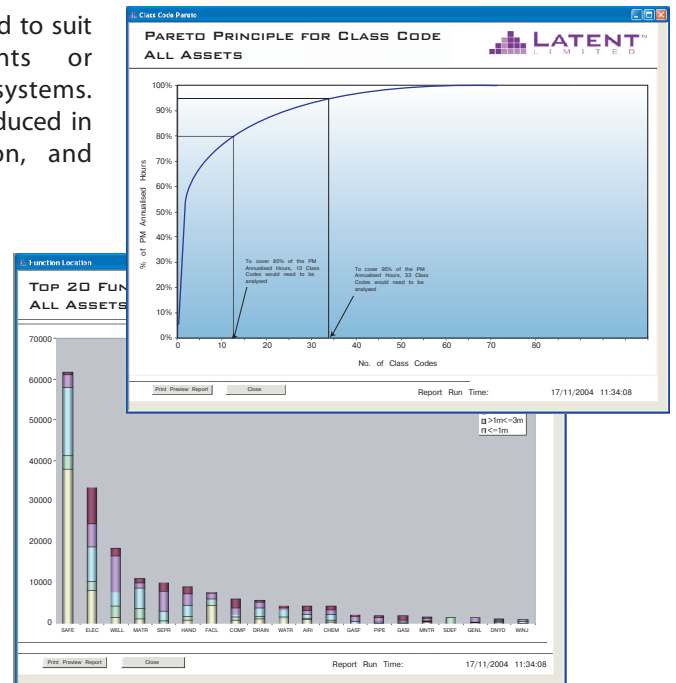 d to suit
nts or
systems.
duced in
on, and
Class Code Pareto
PARETO PRINCIPLE FOR CLASS CODE
ALL ASSETS
LATENT™
LIMITED
100%
90%
80%
70%
60%
50%
40%
30%
20%
10%
0%
% of PM Annualised Hours
To cover 80% of the PM
Annualised Hours, 13 Class
Codes would need to be
analysed
To cover 95% of the PM
Annualised Hours, 33 Class
Codes would need to be
analysed
0 10 20 30 40 50 60 70 80
No. of Class Codes
Print Preview Report Close Report Run Time: 17/11/2004 11:34:08
Function Location
TOP 20 FUN
ALL ASSETS
70000
60000
50000
40000
30000
20000
10000
0
>1m<=3m
<=1m
SAFE ELEC WELL MATR SEPR HAND FACL COMP DRAIN WATR AIRI CHEM GASF PIPE GASI MNTR SDEF GENL DNYD WINJ
Print Preview Report Close Report Run Time: 17/11/2004 11:34:08